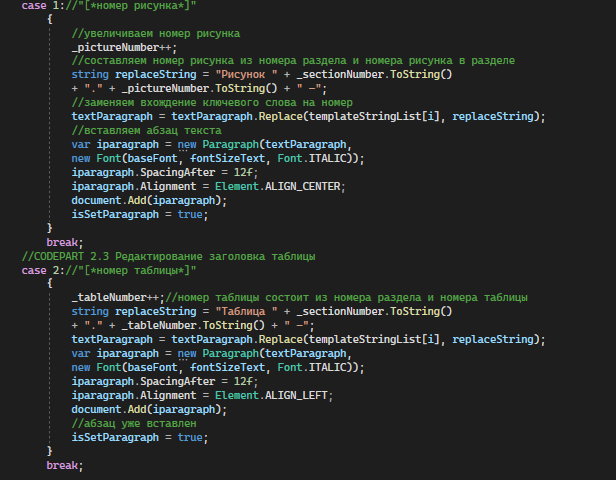 case 1://"[*номер рисунка*]"
{
//увеличиваем номер рисунка
_pictureNumber++;
//составляем номер рисунка из номера раздела и номера рисунка в разделе
string replaceString = "Рисунок " + _sectionNumber.ToString()
+ "." + _pictureNumber.ToString() + " –";
//заменяем вхождение ключевого слова на номер
textParagraph = textParagraph.Replace(templateStringList[i], replaceString);
//вставляем абзац текста
var iparagraph = new Paragraph(textParagraph,
new Font(baseFont, fontSizeText, Font.ITALIC));
iparagraph.SpacingAfter = 12f;
iparagraph.Alignment = Element.ALIGN_CENTER;
document.Add(iparagraph);
isSetParagraph = true;
}
break;
//CODEPART 2.3 Редактирование заголовка таблицы
case 2://"[*номер таблицы*]"
{
_tableNumber++;//номер таблицы состоит из номера раздела и номера таблицы
string replaceString = "Таблица " + _sectionNumber.ToString()
+ "." + _tableNumber.ToString() + " –";
textParagraph = textParagraph.Replace(templateStringList[i], replaceString);
var iparagraph = new Paragraph(textParagraph,
new Font(baseFont, fontSizeText, Font.ITALIC));
iparagraph.SpacingAfter = 12f;
iparagraph.Alignment = Element.ALIGN_LEFT;
document.Add(iparagraph);
//абзац уже вставлен
isSetParagraph = true;
}
break;